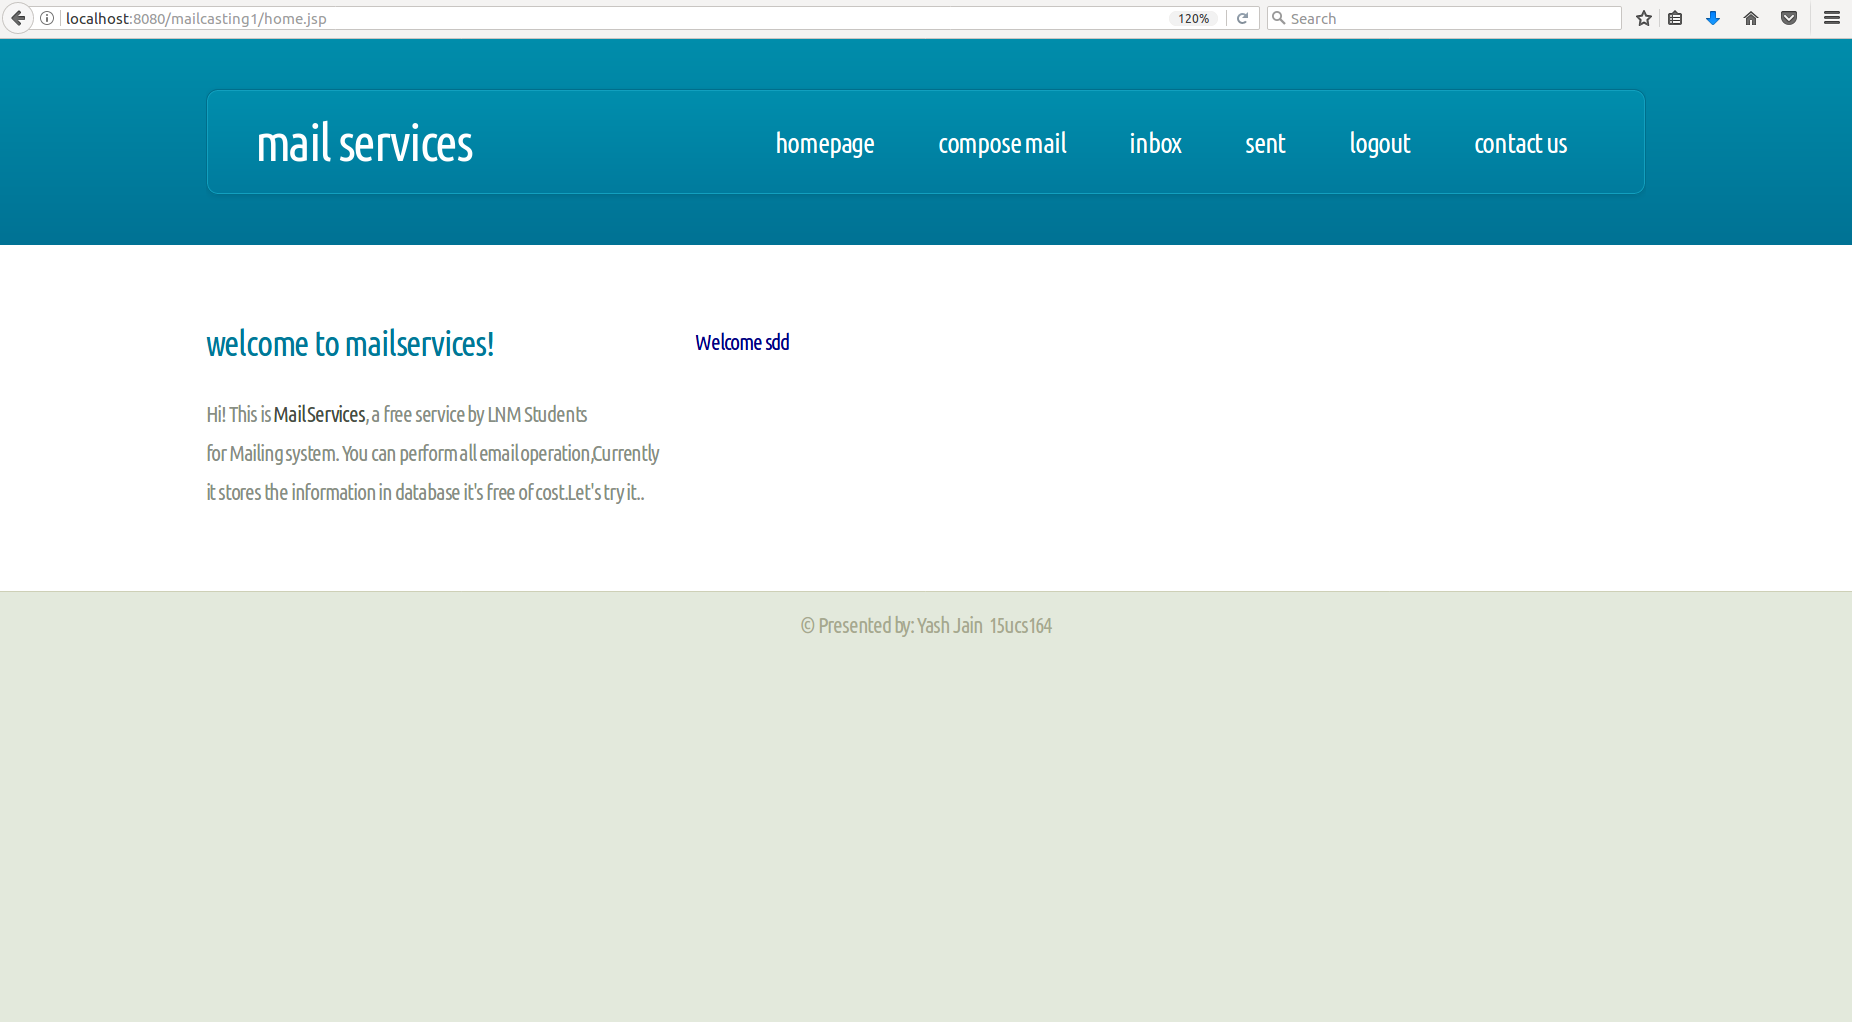 localhost:8080/mailcasting1/home.jsp
120%
Search
mail services
homepage
compose mail
inbox
sent
logout
contact us
welcome to mailservices!
Welcome sdd
Hi! This is Mail Services, a free service by LNM Students
for Mailing system. You can perform all email operation,Currently
it stores the information in database it's free of cost.Let's try it..
© Presented by: Yash Jain 15ucs164